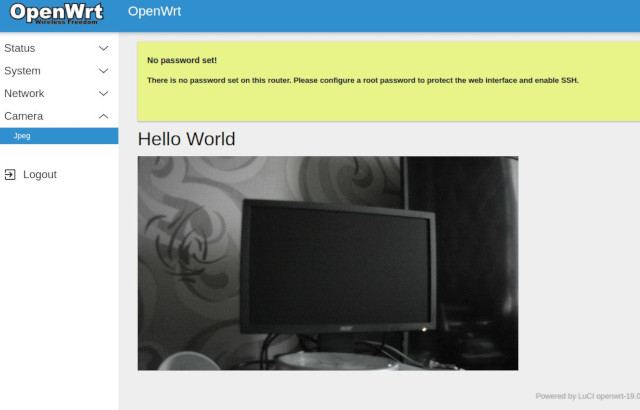 OpenWrt
Wireless Freedom
OpenWrt
Status
System
Network
Camera
Jpeg
Logout
No password set!
There is no password set on this router. Please configure a root password to protect the web interface and enable SSH.
Hello World
acer
Powered by LuCI openwrt-19.0